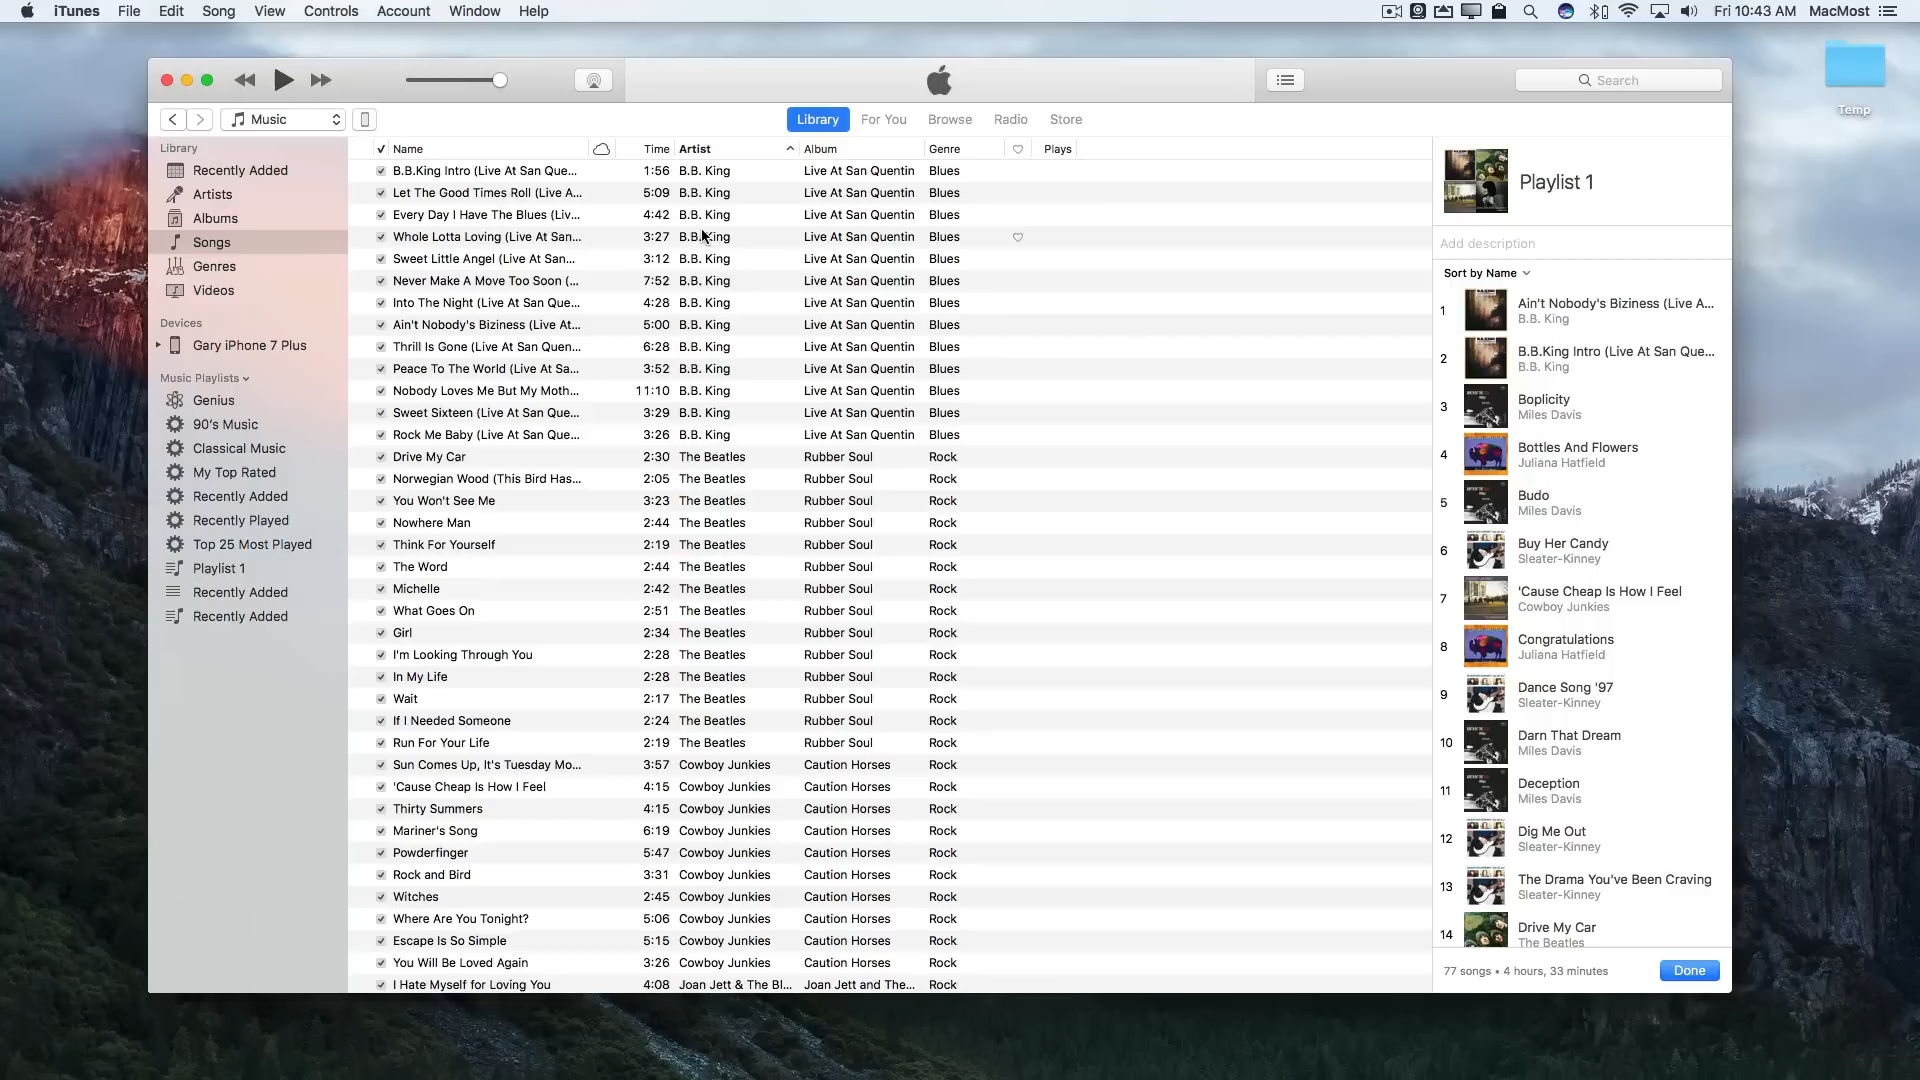 iTunes File Edit Song View Controls Account Window Help Fri 10:43 AM MacMost
Search
Temp
Music Library For You Browse Radio Store
Library
Recently Added
Artists
Albums
Songs
Genres
Videos
Devices
Gary iPhone 7 Plus
Music Playlists
Genius
90's Music
Classical Music
My Top Rated
Recently Added
Recently Played
Top 25 Most Played
Playlist 1
Recently Added
Recently Added
Name Time Artist Album Genre Plays
B.B.King Intro (Live At San Que... 1:56 B.B. King Live At San Quentin Blues
Let The Good Times Roll (Live A... 5:09 B.B. King Live At San Quentin Blues
Every Day I Have The Blues (Liv... 4:42 B.B. King Live At San Quentin Blues
Whole Lotta Loving (Live At San... 3:27 B.B. King Live At San Quentin Blues
Sweet Little Angel (Live At San... 3:12 B.B. King Live At San Quentin Blues
Never Make A Move Too Soon (... 7:52 B.B. King Live At San Quentin Blues
Into The Night (Live At San Que... 4:28 B.B. King Live At San Quentin Blues
Ain't Nobody's Biziness (Live At... 5:00 B.B. King Live At San Quentin Blues
Thrill Is Gone (Live At San Quen... 6:28 B.B. King Live At San Quentin Blues
Peace To The World (Live At Sa... 3:52 B.B. King Live At San Quentin Blues
Nobody Loves Me But My Moth... 11:10 B.B. King Live At San Quentin Blues
Sweet Sixteen (Live At San Que... 3:29 B.B. King Live At San Quentin Blues
Rock Me Baby (Live At San Que... 3:26 B.B. King Live At San Quentin Blues
Drive My Car 2:30 The Beatles Rubber Soul Rock
Norwegian Wood (This Bird Has... 2:05 The Beatles Rubber Soul Rock
You Won't See Me 3:23 The Beatles Rubber Soul Rock
Nowhere Man 2:44 The Beatles Rubber Soul Rock
Think For Yourself 2:19 The Beatles Rubber Soul Rock
The Word 2:44 The Beatles Rubber Soul Rock
Michelle 2:42 The Beatles Rubber Soul Rock
What Goes On 2:51 The Beatles Rubber Soul Rock
Girl 2:34 The Beatles Rubber Soul Rock
I'm Looking Through You 2:28 The Beatles Rubber Soul Rock
In My Life 2:28 The Beatles Rubber Soul Rock
Wait 2:17 The Beatles Rubber Soul Rock
If I Needed Someone 2:24 The Beatles Rubber Soul Rock
Run For Your Life 2:19 The Beatles Rubber Soul Rock
Sun Comes Up, It's Tuesday Mo... 3:57 Cowboy Junkies Caution Horses Rock
'Cause Cheap Is How I Feel 4:15 Cowboy Junkies Caution Horses Rock
Thirty Summers 4:15 Cowboy Junkies Caution Horses Rock
Mariner's Song 6:19 Cowboy Junkies Caution Horses Rock
Powderfinger 5:47 Cowboy Junkies Caution Horses Rock
Rock and Bird 3:31 Cowboy Junkies Caution Horses Rock
Witches 2:45 Cowboy Junkies Caution Horses Rock
Where Are You Tonight? 5:06 Cowboy Junkies Caution Horses Rock
Escape Is So Simple 5:15 Cowboy Junkies Caution Horses Rock
You Will Be Loved Again 3:26 Cowboy Junkies Caution Horses Rock
I Hate Myself for Loving You 4:08 Joan Jett & The Bl... Joan Jett and The... Rock
Playlist 1
Add description
Sort by Name
1 Ain't Nobody's Biziness (Live A...
B.B. King
2 B.B.King Intro (Live At San Que...
B.B. King
3 Boplicity
Miles Davis
4 Bottles And Flowers
Juliana Hatfield
5 Budo
Miles Davis
6 Buy Her Candy
Sleater-Kinney
7 'Cause Cheap Is How I Feel
Cowboy Junkies
8 Congratulations
Juliana Hatfield
9 Dance Song '97
Sleater-Kinney
10 Darn That Dream
Miles Davis
11 Deception
Miles Davis
12 Dig Me Out
Sleater-Kinney
13 The Drama You've Been Craving
Sleater-Kinney
14 Drive My Car
The Beatles
77 songs • 4 hours, 33 minutes Done